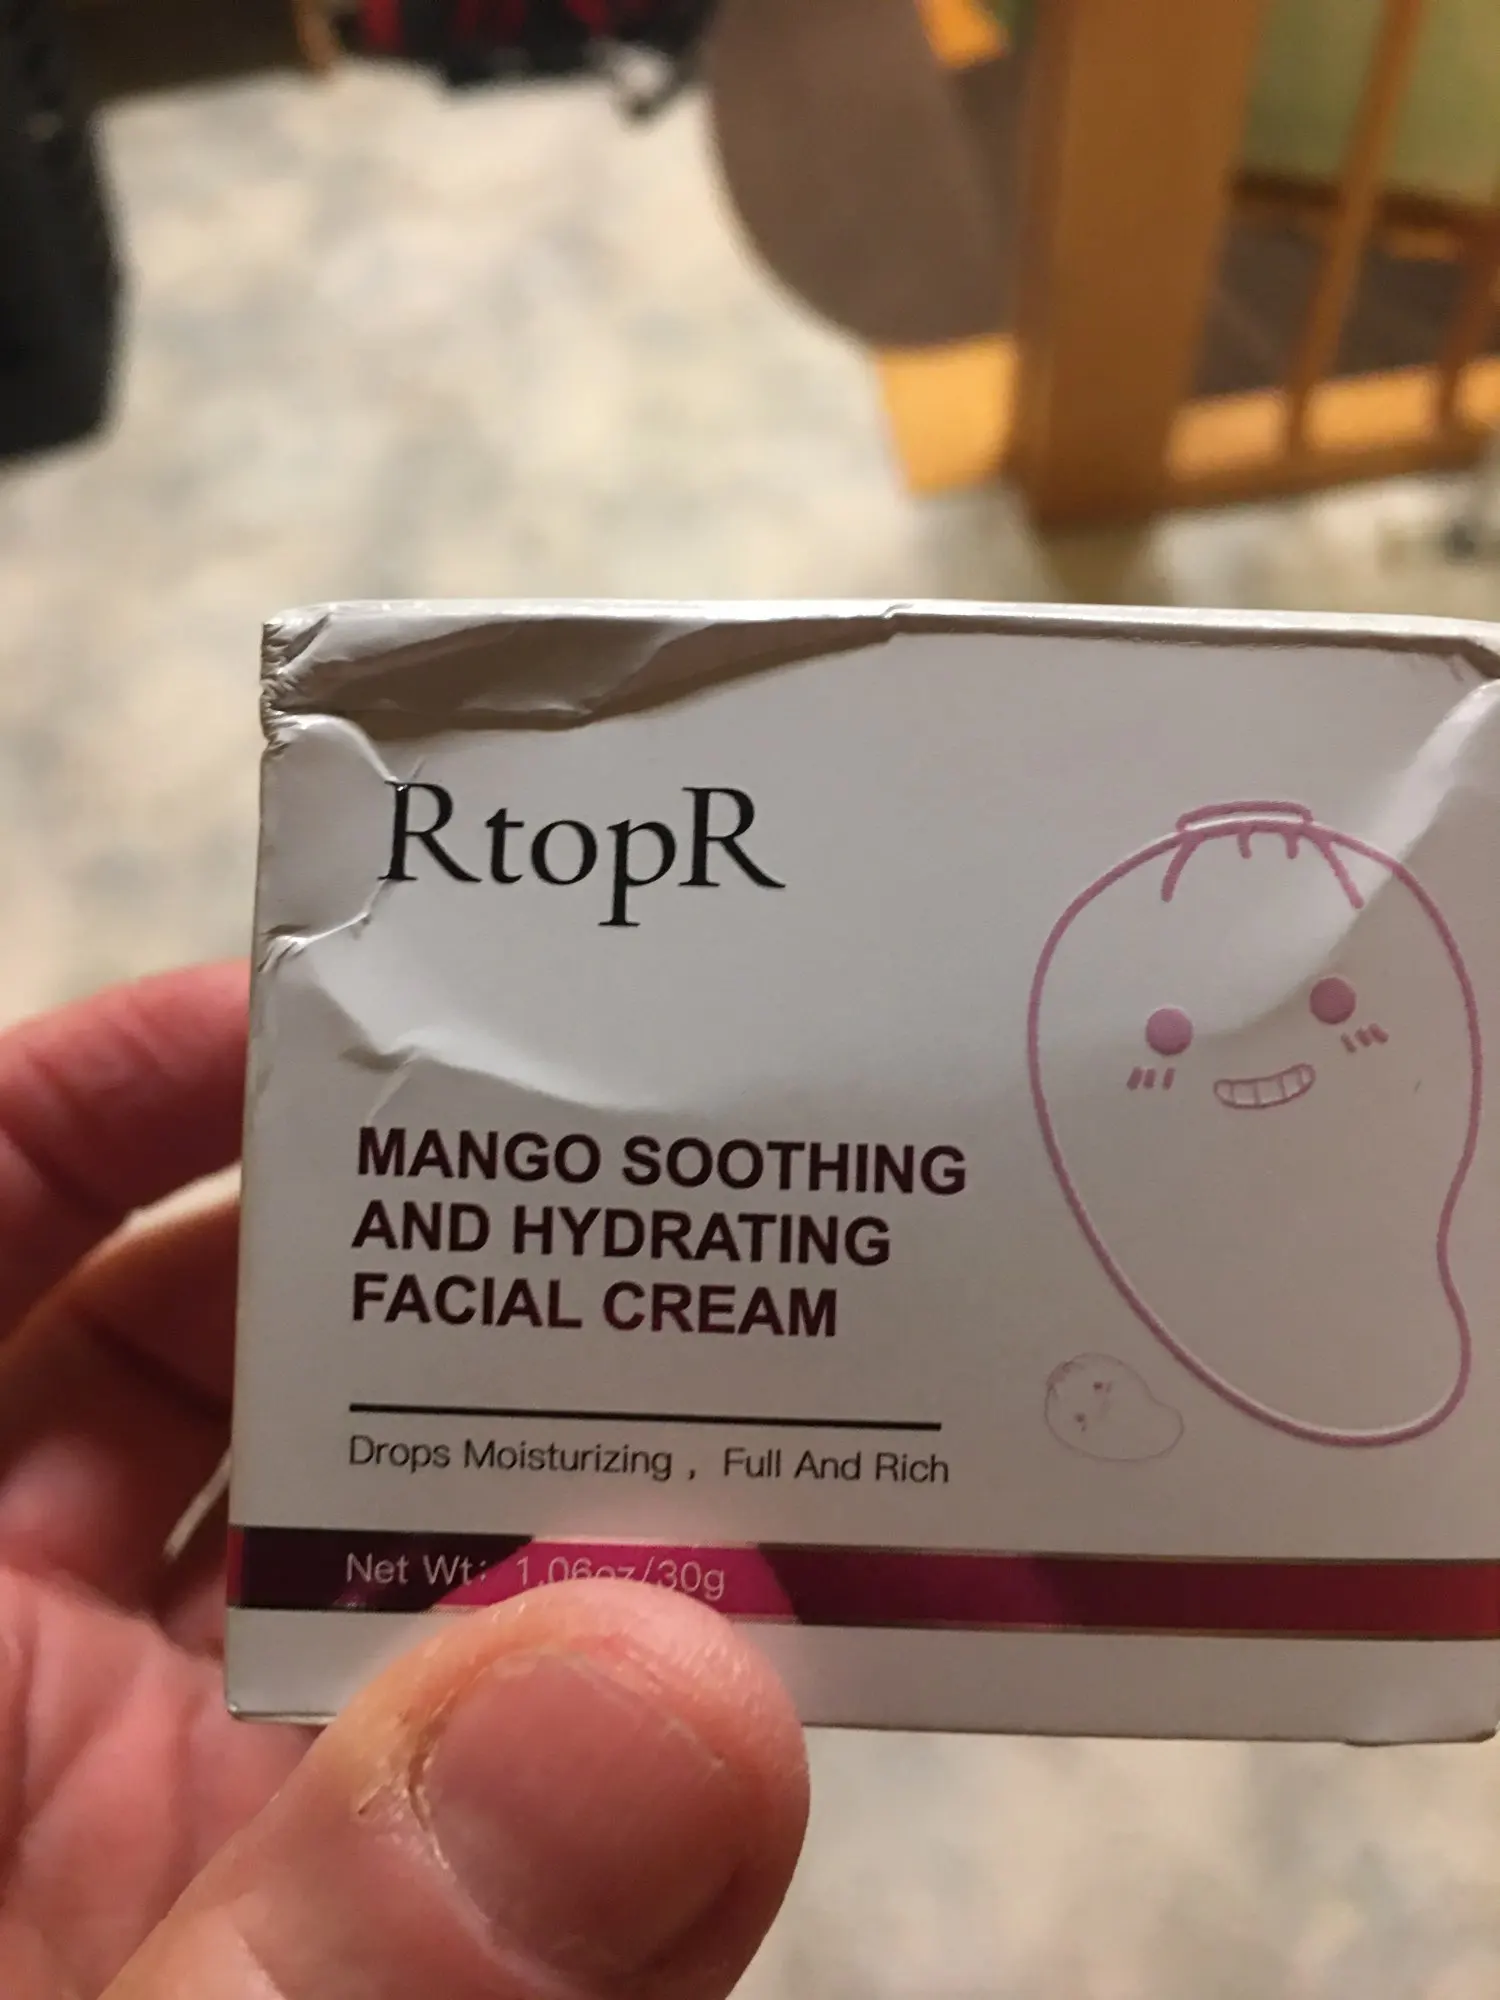 RtopR
MANGO SOOTHING
AND HYDRATING
FACIAL CREAM
Drops Moisturizing , Full And Rich
Net Wt: 1.06oz/30g